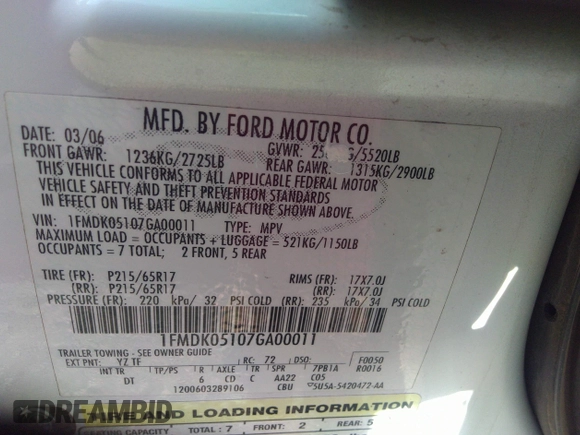 MFD. BY FORD MOTOR CO.
DATE: 03/06 GVWR: 25 KG/5520LB
FRONT GAWR: 1236KG/2725LB REAR GAWR: 1315KG/2900LB
THIS VEHICLE CONFORMS TO ALL APPLICABLE FEDERAL MOTOR
VEHICLE SAFETY AND THEFT PREVENTION STANDARDS
IN EFFECT ON THE DATE OF MANUFACTURE SHOWN ABOVE.
VIN: 1FMDK05107GA00011 TYPE: MPV
MAXIMUM LOAD = OCCUPANTS + LUGGAGE = 521KG/1150LB
OCCUPANTS = 7 TOTAL; 2 FRONT, 5 REAR
TIRE (FR): P215/65R17 RIMS (FR): 17X7.0J
(RR): P215/65R17 (RR): 17X7.0J
PRESSURE (FR): 220 kPa/ 32 PSI COLD (RR): 235 kPa/ 34 PSI COLD
1FMDK05107GA00011
TRAILER TOWING - SEE OWNER GUIDE
EXT PNT: YZ TF RC: 72 DSO: F0050
INT TR TP/PS R AXLE TR SPR 7PB1A R0016
DT 6 CD C AA22 C05
1200603289106 CBU 5USA-5420472-AA
TIRE AND LOADING INFORMATION
SEATING CAPACITY TOTAL: 7 FRONT: 2 REAR: 5
DREAMBID